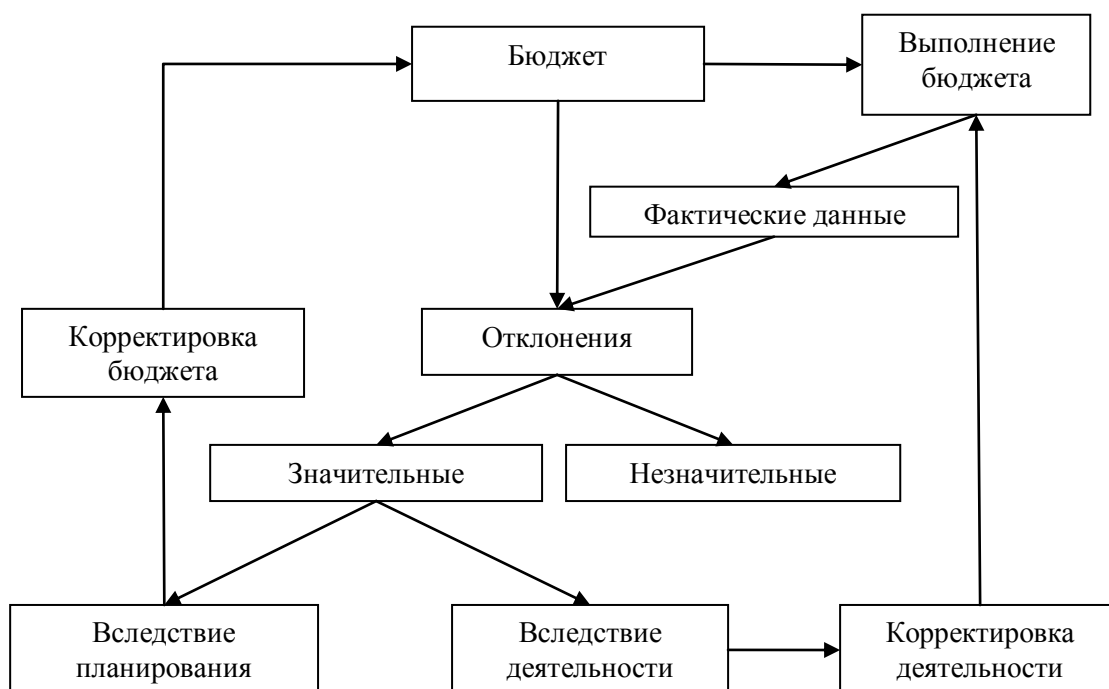 Бюджет
Выполнение
бюджета
Фактические данные
Корректировка
бюджета
Отклонения
Значительные
Незначительные
Вследствие
планирования
Вследствие
деятельности
Корректировка
деятельности